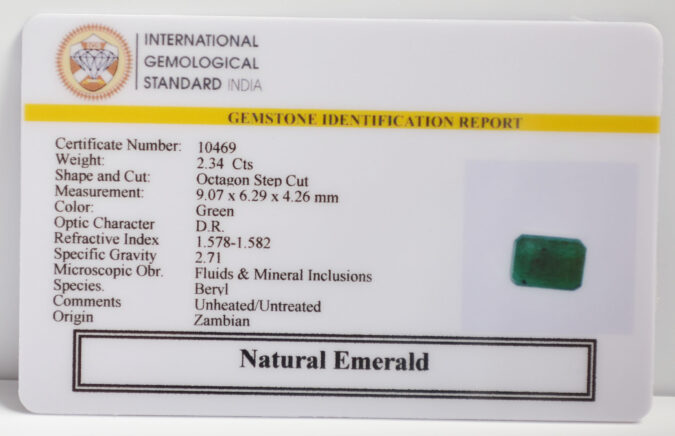 INTERNATIONAL
GEMOLOGICAL
STANDARD INDIA
GEMSTONE IDENTIFICATION REPORT
Certificate Number: 10469
Weight: 2.34 Cts
Shape and Cut: Octagon Step Cut
Measurement: 9.07 x 6.29 x 4.26 mm
Color: Green
Optic Character D.R.
Refractive Index 1.578-1.582
Specific Gravity 2.71
Microscopic Obr. Fluids & Mineral Inclusions
Species. Beryl
Comments Unheated/Untreated
Origin Zambian
Natural Emerald